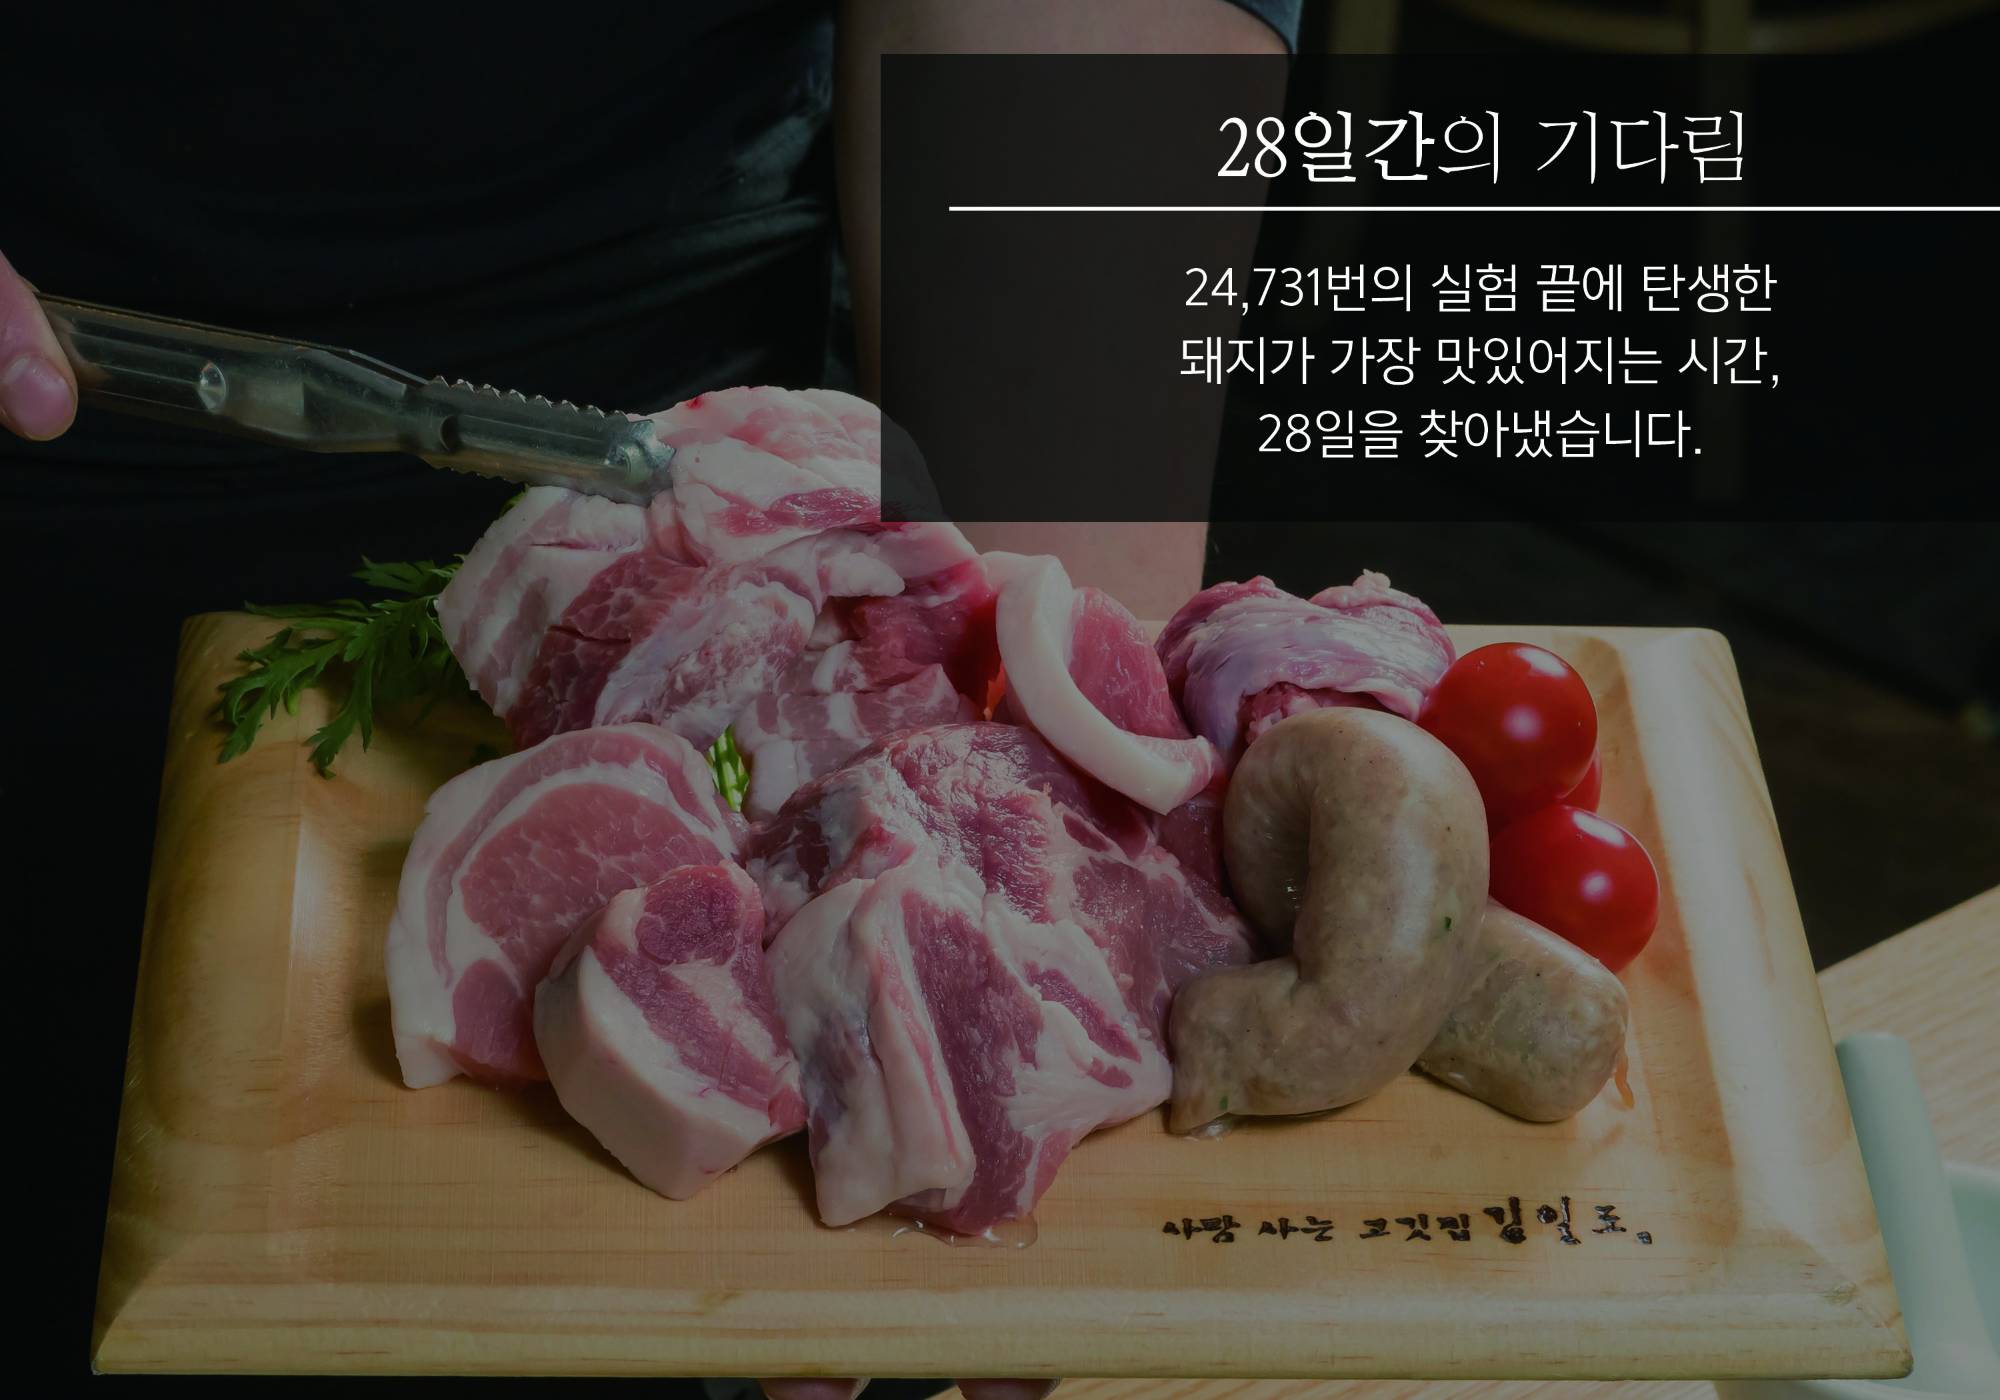 28일간의 기다림
24,731번의 실험 끝에 탄생한
돼지가 가장 맛있어지는 시간,
28일을 찾아냈습니다.
사람 사는 고깃집 김일도.